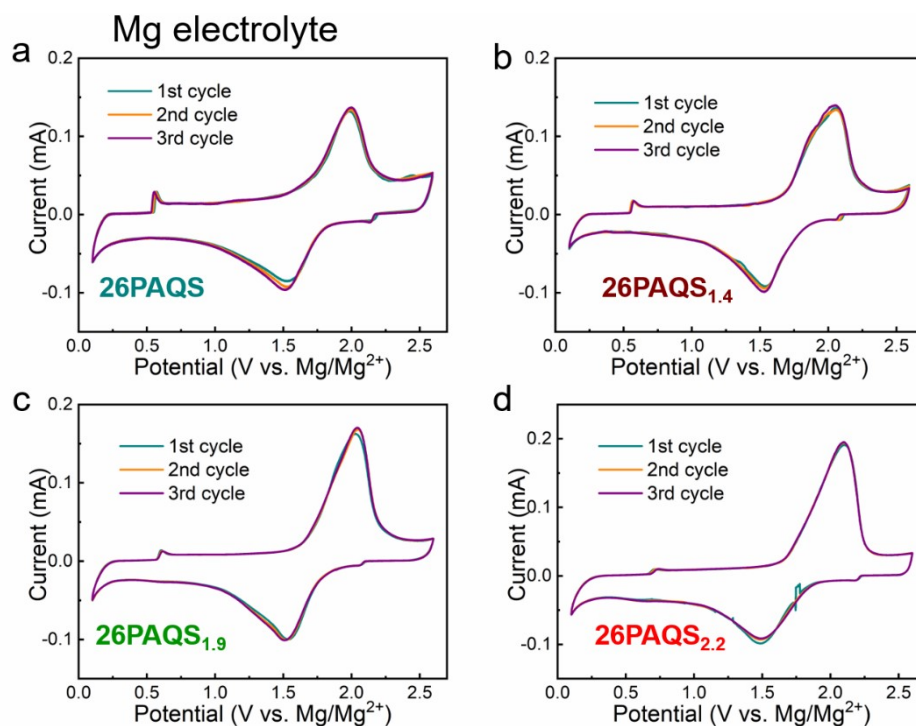 Mg electrolyte
a
0.2
0.1
0.0
-0.1
Current (mA)
1st cycle
2nd cycle
3rd cycle
26PAQS
0.0 0.5 1.0 1.5 2.0 2.5
Potential (V vs. Mg/Mg²⁺)
b
0.2
0.1
0.0
-0.1
Current (mA)
1st cycle
2nd cycle
3rd cycle
26PAQS₁.₄
0.0 0.5 1.0 1.5 2.0 2.5
Potential (V vs. Mg/Mg²⁺)
c
0.2
0.1
0.0
-0.1
Current (mA)
1st cycle
2nd cycle
3rd cycle
26PAQS₁.₉
0.0 0.5 1.0 1.5 2.0 2.5
Potential (V vs. Mg/Mg²⁺)
d
0.2
0.1
0.0
-0.1
Current (mA)
1st cycle
2nd cycle
3rd cycle
26PAQS₂.₂
0.0 0.5 1.0 1.5 2.0 2.5
Potential (V vs. Mg/Mg²⁺)